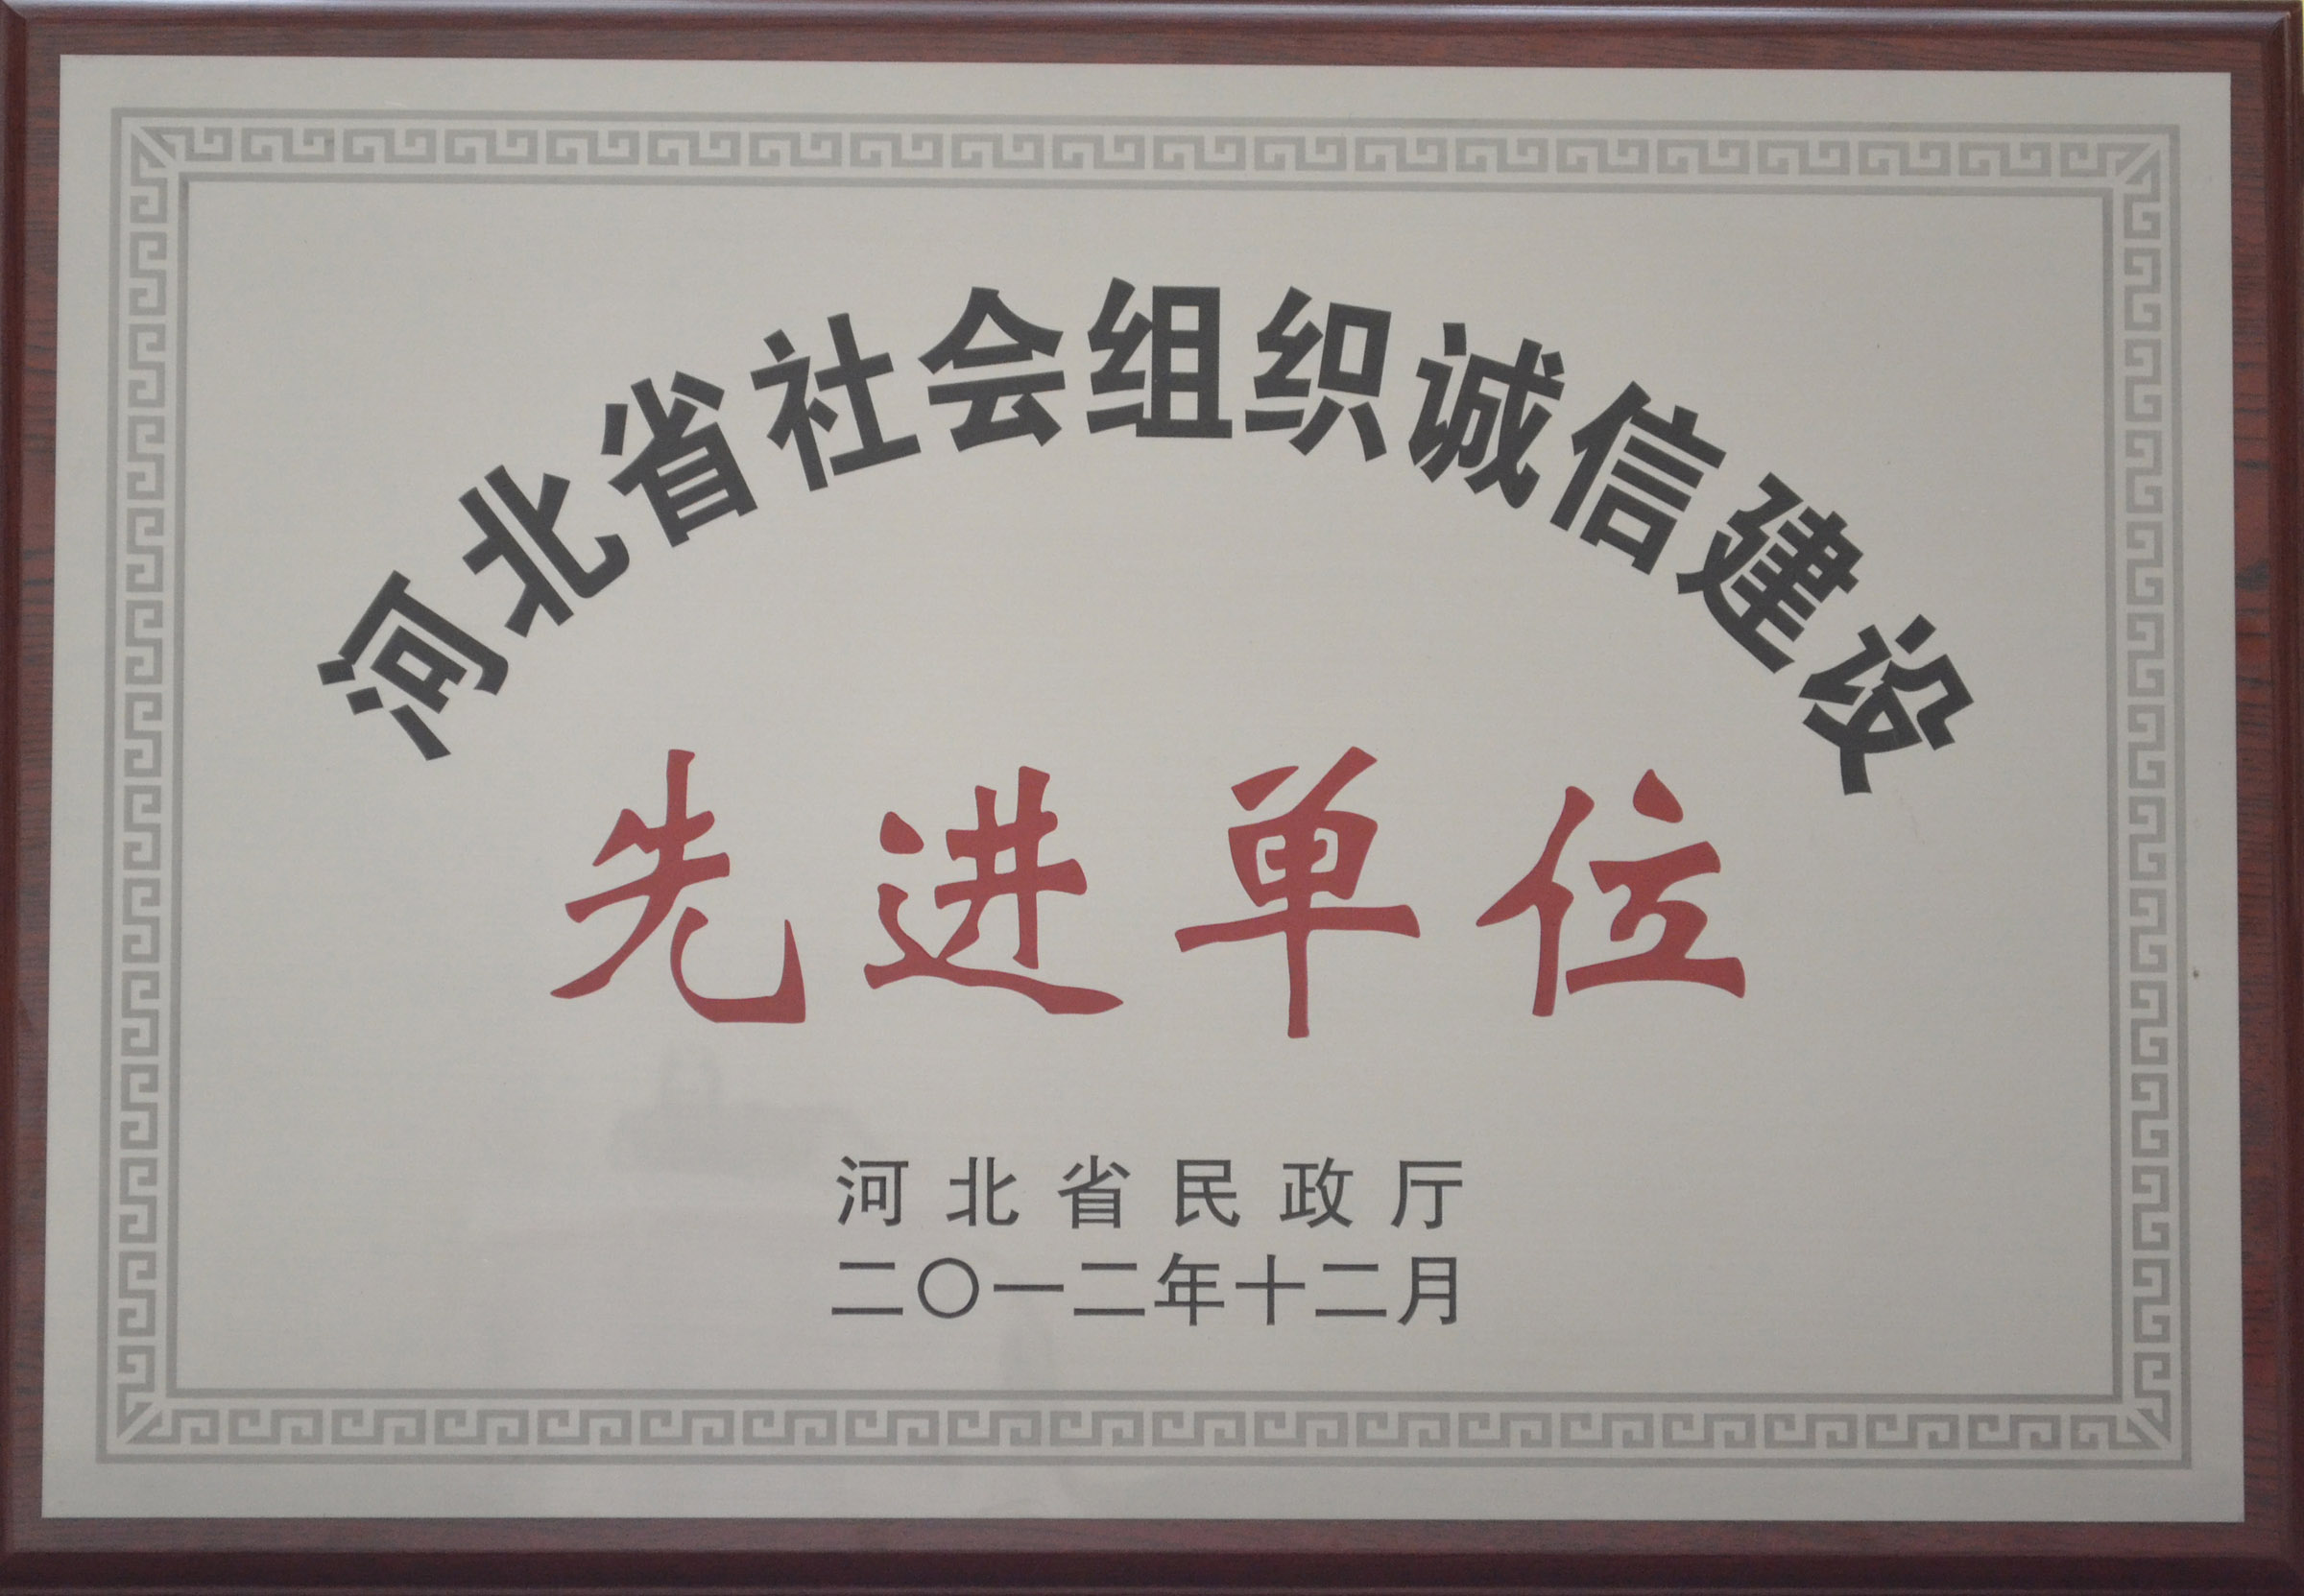 河北省社会组织诚信建设
先进单位
河北省民政厅
二〇一二年十二月